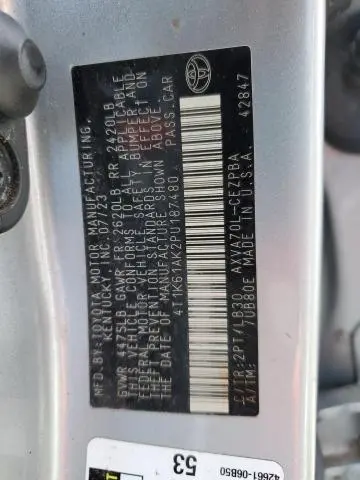 MFD. BY: TOYOTA MOTOR MANUFACTURING,
KENTUCKY, INC. 07/23
GVWR 4475LB GAWR FR 2620LB RR 2420LB
THIS VEHICLE CONFORMS TO ALL APPLICABLE
FEDERAL MOTOR VEHICLE SAFETY, BUMPER AND
THEFT PREVENTION STANDARDS IN EFFECT ON
THE DATE OF MANUFACTURE SHOWN ABOVE.
4T1K61AK2PU187480 PASS.CAR
C/TR:2PT/LB30 AXVA70L-CEZPBA
A/TM: /UB80E MADE IN U.S.A.
42847
53
42661-06B50